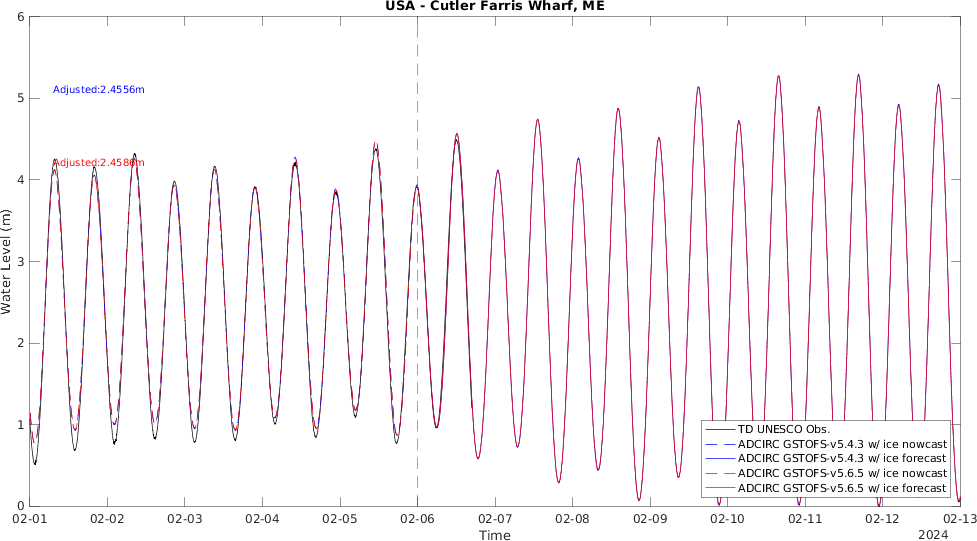 USA - Cutler Farris Wharf, ME
6
5
4
3
2
1
0
Water Level (m)
Adjusted:2.4556m
Adjusted:2.4586m
TD UNESCO Obs.
ADCIRC GSTOFS-v5.4.3 w/ ice nowcast
ADCIRC GSTOFS-v5.4.3 w/ ice forecast
ADCIRC GSTOFS-v5.6.5 w/ ice nowcast
ADCIRC GSTOFS-v5.6.5 w/ ice forecast
02-01 02-02 02-03 02-04 02-05 02-06 02-07 02-08 02-09 02-10 02-11 02-12 02-13
Time
2024